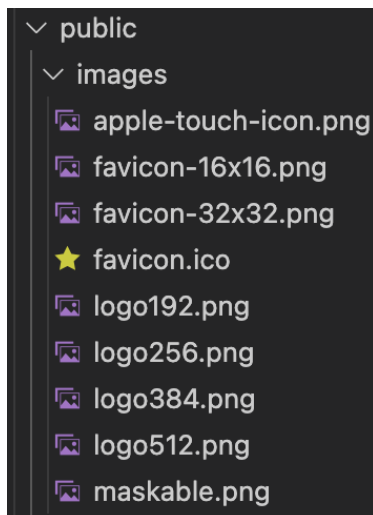 public
images
apple-touch-icon.png
favicon-16x16.png
favicon-32x32.png
favicon.ico
logo192.png
logo256.png
logo384.png
logo512.png
maskable.png